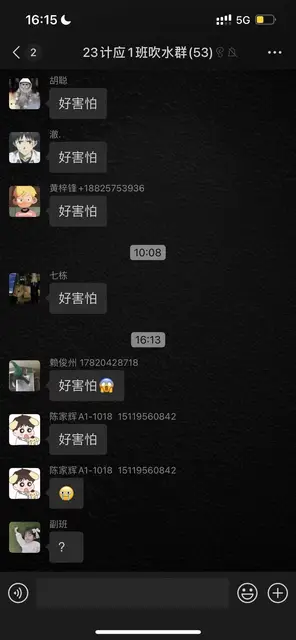 16:15
5G
2
23计应1班吹水群(53)
胡聪
好害怕
澈.
好害怕
黄梓锋+18825753936
好害怕
10:08
七栋
好害怕
16:13
赖俊州 17820428718
好害怕😱
陈家辉A1-1018 15119560842
好害怕
陈家辉A1-1018 15119560842
副班
?